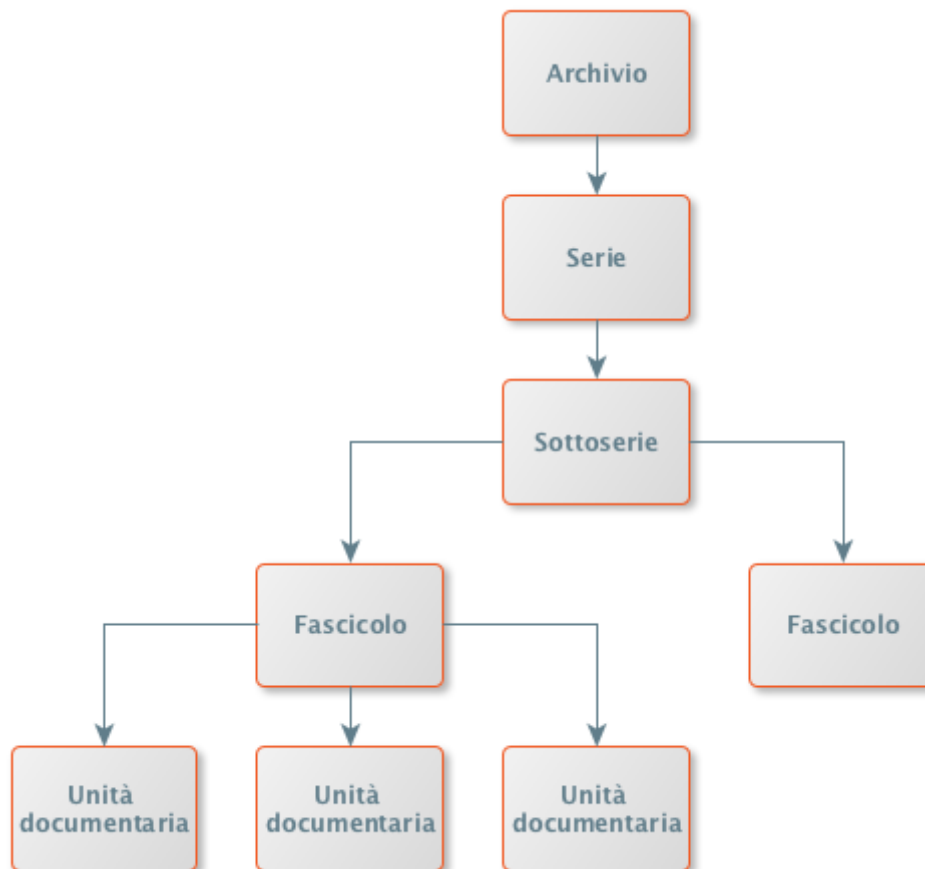 Archivio
Serie
Sottoserie
Fascicolo
Fascicolo
Unità
documentaria
Unità
documentaria
Unità
documentaria